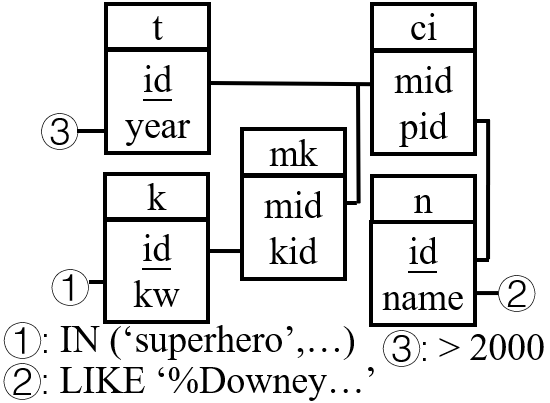 t
id
year
③
ci
mid
pid
mk
mid
kid
k
id
kw
①
n
id
name
②
①: IN (‘superhero’,…)
③: > 2000
②: LIKE ‘%Downey…’